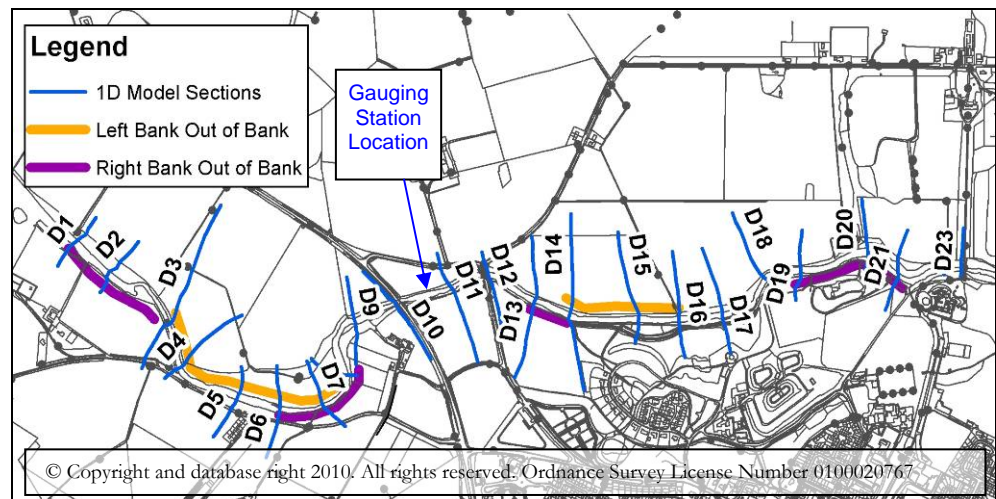 Legend
1D Model Sections
Left Bank Out of Bank
Right Bank Out of Bank
Gauging
Station
Location
D1
D2
D3
D4
D5
D6
D7
D9
D10
D11
D12
D13
D14
D15
D16
D17
D18
D19
D20
D21
D23
© Copyright and database right 2010. All rights reserved. Ordnance Survey License Number 0100020767